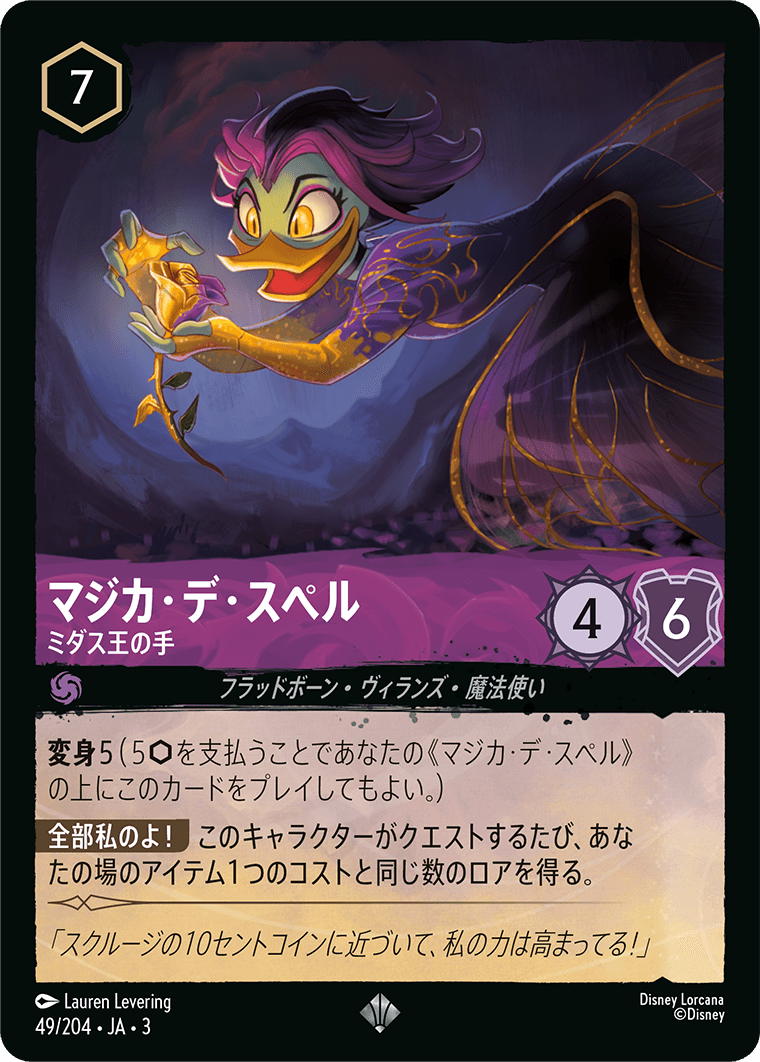 7
マジカ・デ・スペル
ミダス王の手
4
6
フラッドボーン・ヴィランズ・魔法使い
変身5（5⬡を支払うことであなたの《マジカ・デ・スペル》
の上にこのカードをプレイしてもよい。）
全部私のよ！ このキャラクターがクエストするたび、あな
たの場のアイテム1つのコストと同じ数のロアを得る。
「スクルージの10セントコインに近づいて、私の力は高まってる！」
Lauren Levering
49/204・JA・3
Disney Lorcana
©Disney